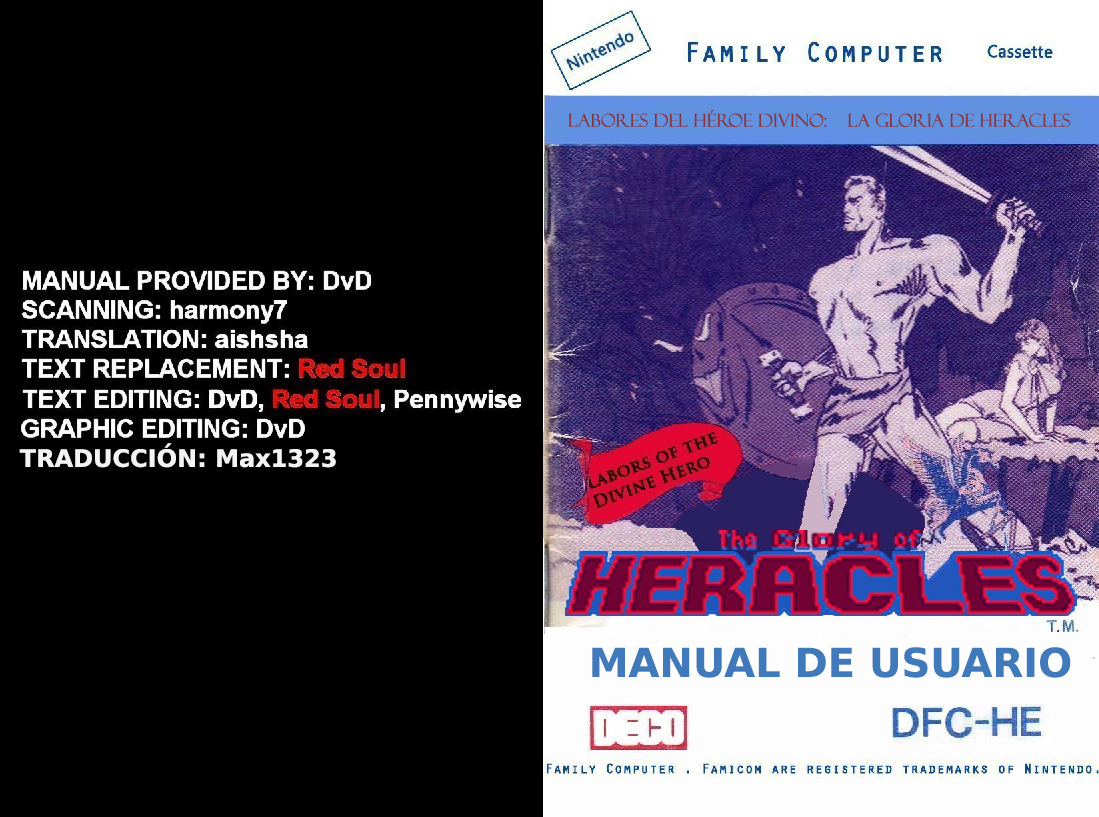 MANUAL PROVIDED BY: DvD
SCANNING: harmony7
TRANSLATION: aishsha
TEXT REPLACEMENT: Red Soul
TEXT EDITING: DvD, Red Soul, Pennywise
GRAPHIC EDITING: DvD
TRADUCCIÓN: Max1323
Nintendo
FAMILY COMPUTER Cassette
LABORES DEL HÉROE DIVINO: LA GLORIA DE HERACLES
LABORS OF THE
DIVINE HERO
The Glory of
HERACLES
T.M.
MANUAL DE USUARIO
DECO
DFC-HE
FAMILY COMPUTER . FAMICOM ARE REGISTERED TRADEMARKS OF NINTENDO.